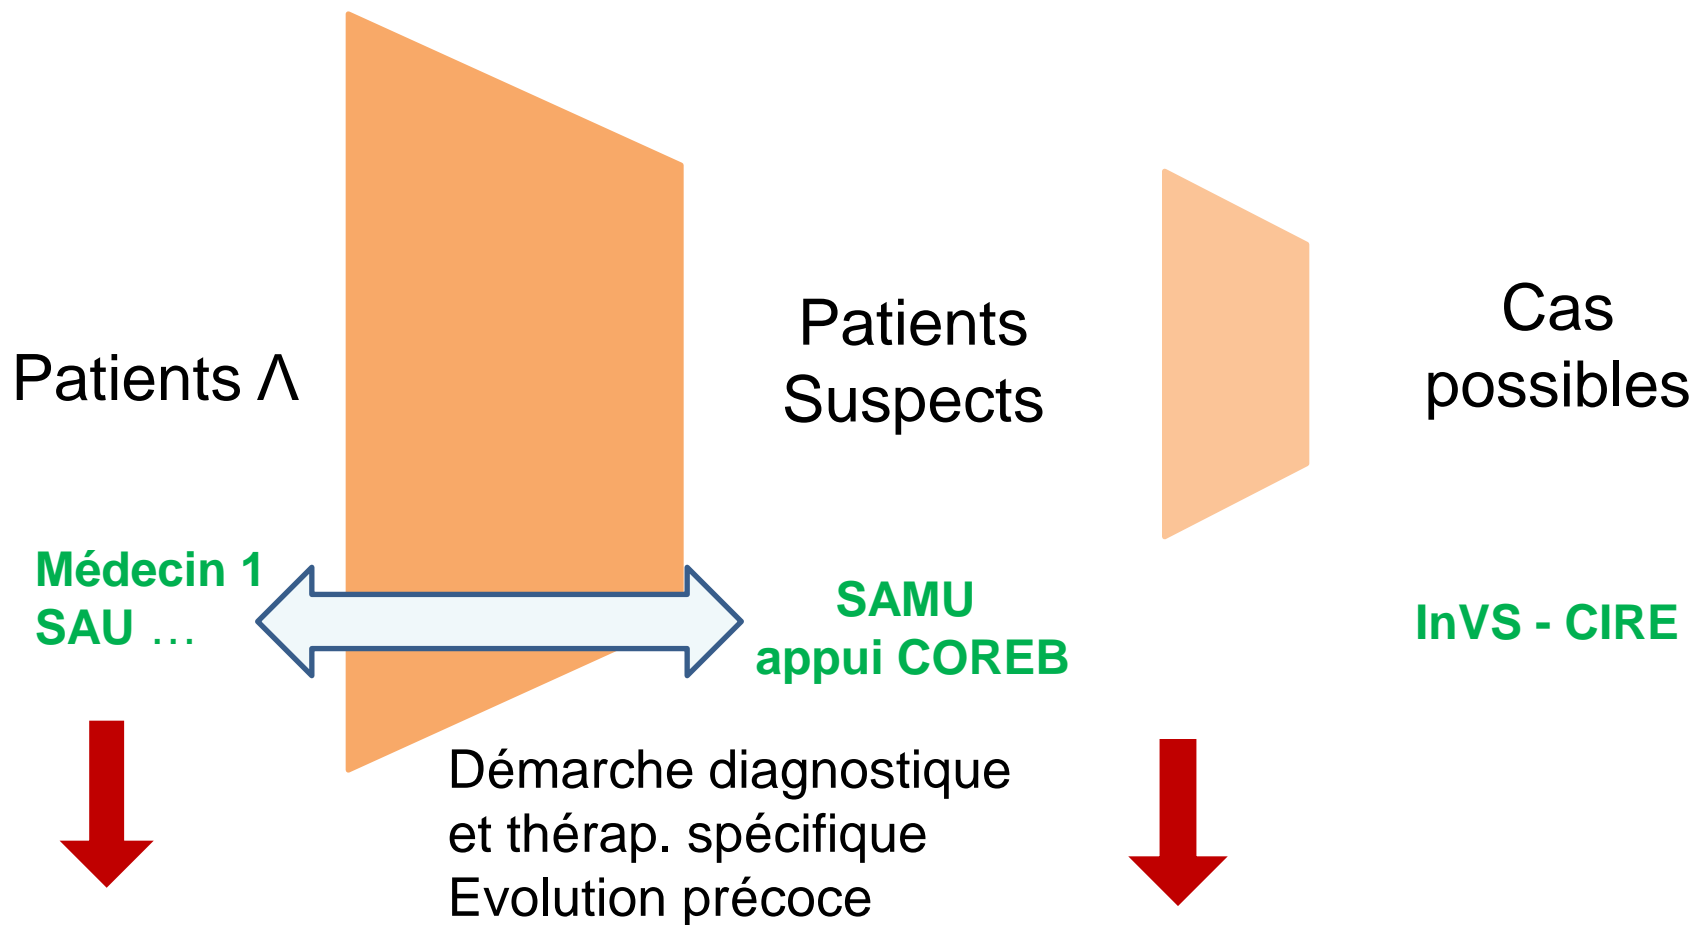 Patients Λ
Patients
Suspects
Cas
possibles
Médecin 1
SAU …
SAMU
appui COREB
InVS - CIRE
Démarche diagnostique
et thérap. spécifique
Evolution précoce